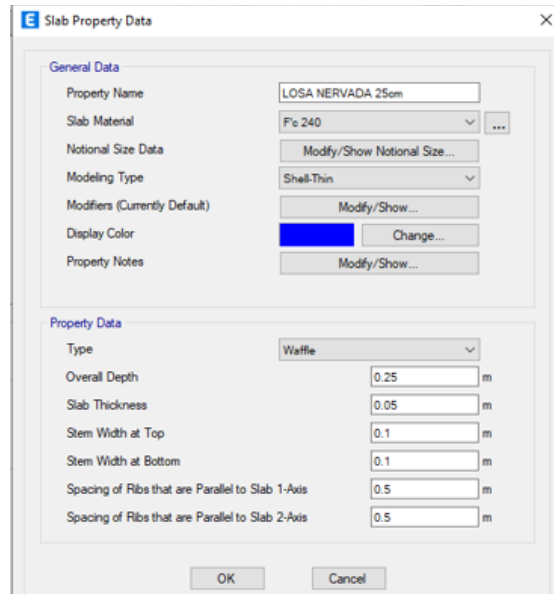 E Slab Property Data
General Data
Property Name LOSA NERVADA 25cm
Slab Material F'c 240 ...
Notional Size Data Modify/Show Notional Size...
Modeling Type Shell-Thin
Modifiers (Currently Default) Modify/Show...
Display Color Change...
Property Notes Modify/Show...
Property Data
Type Waffle
Overall Depth 0.25 m
Slab Thickness 0.05 m
Stem Width at Top 0.1 m
Stem Width at Bottom 0.1 m
Spacing of Ribs that are Parallel to Slab 1-Axis 0.5 m
Spacing of Ribs that are Parallel to Slab 2-Axis 0.5 m
OK Cancel